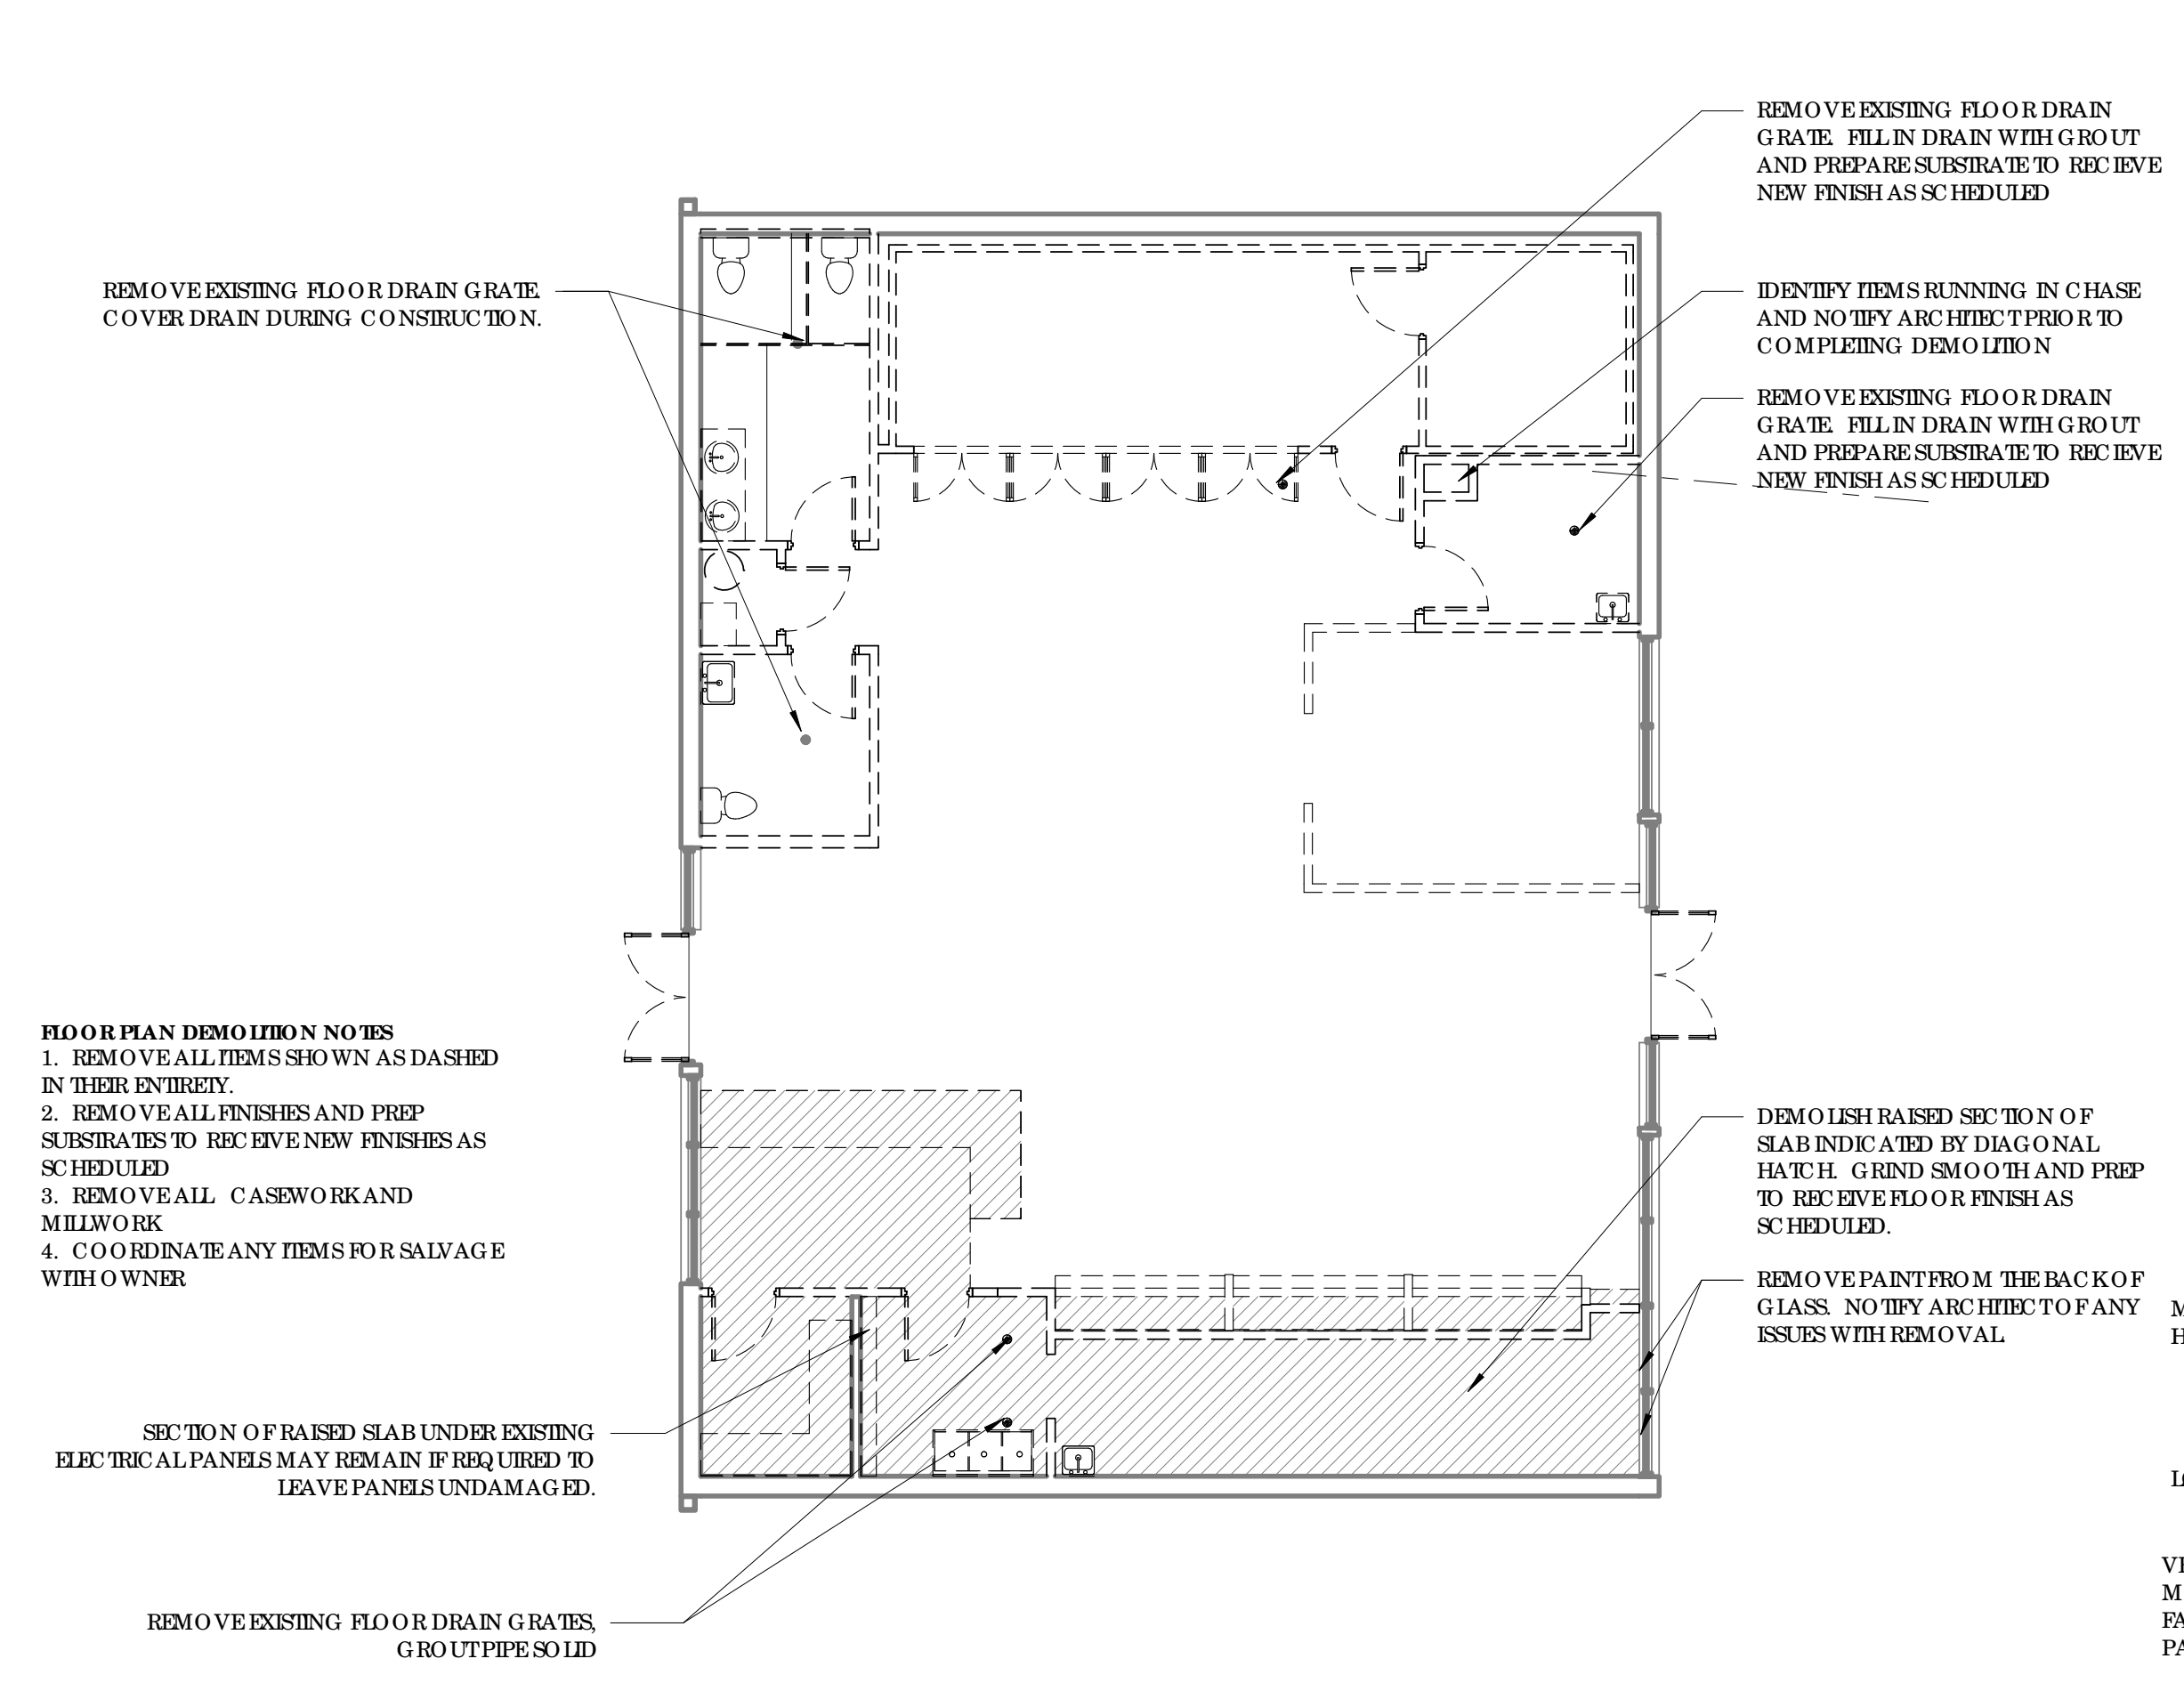 REMOVE EXISTING FLOOR DRAIN
GRATE. FILL IN DRAIN WITH GROUT
AND PREPARE SUBSTRATE TO RECIEVE
NEW FINISH AS SCHEDULED
REMOVE EXISTING FLOOR DRAIN GRATE.
COVER DRAIN DURING CONSTRUCTION.
IDENTIFY ITEMS RUNNING IN CHASE
AND NOTIFY ARCHITECT PRIOR TO
COMPLETING DEMOLITION
REMOVE EXISTING FLOOR DRAIN
GRATE. FILL IN DRAIN WITH GROUT
AND PREPARE SUBSTRATE TO RECIEVE
NEW FINISH AS SCHEDULED
FLOOR PLAN DEMOLITION NOTES
1. REMOVE ALL ITEMS SHOWN AS DASHED
IN THEIR ENTIRETY.
2. REMOVE ALL FINISHES AND PREP
SUBSTRATES TO RECEIVE NEW FINISHES AS
SCHEDULED
3. REMOVE ALL CASEWORK AND
MILLWORK
4. COORDINATE ANY ITEMS FOR SALVAGE
WITH OWNER
DEMOLISH RAISED SECTION OF
SLAB INDICATED BY DIAGONAL
HATCH. GRIND SMOOTH AND PREP
TO RECEIVE FLOOR FINISH AS
SCHEDULED.
REMOVE PAINT FROM THE BACK OF
GLASS. NOTIFY ARCHITECT OF ANY
ISSUES WITH REMOVAL
SECTION OF RAISED SLAB UNDER EXISTING
ELECTRICAL PANELS MAY REMAIN IF REQUIRED TO
LEAVE PANELS UNDAMAGED.
REMOVE EXISTING FLOOR DRAIN GRATES,
GROUT PIPE SOLID